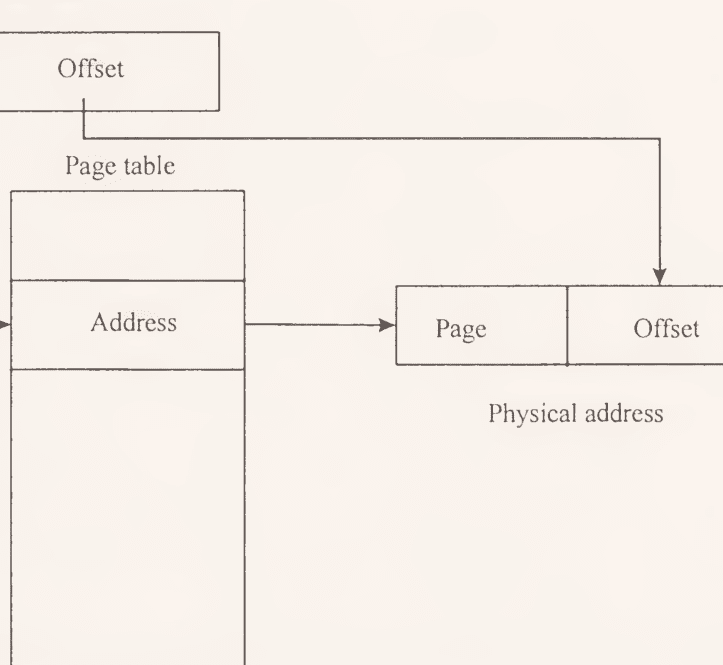 Offset
Page table
Address
Page
Offset
Physical address